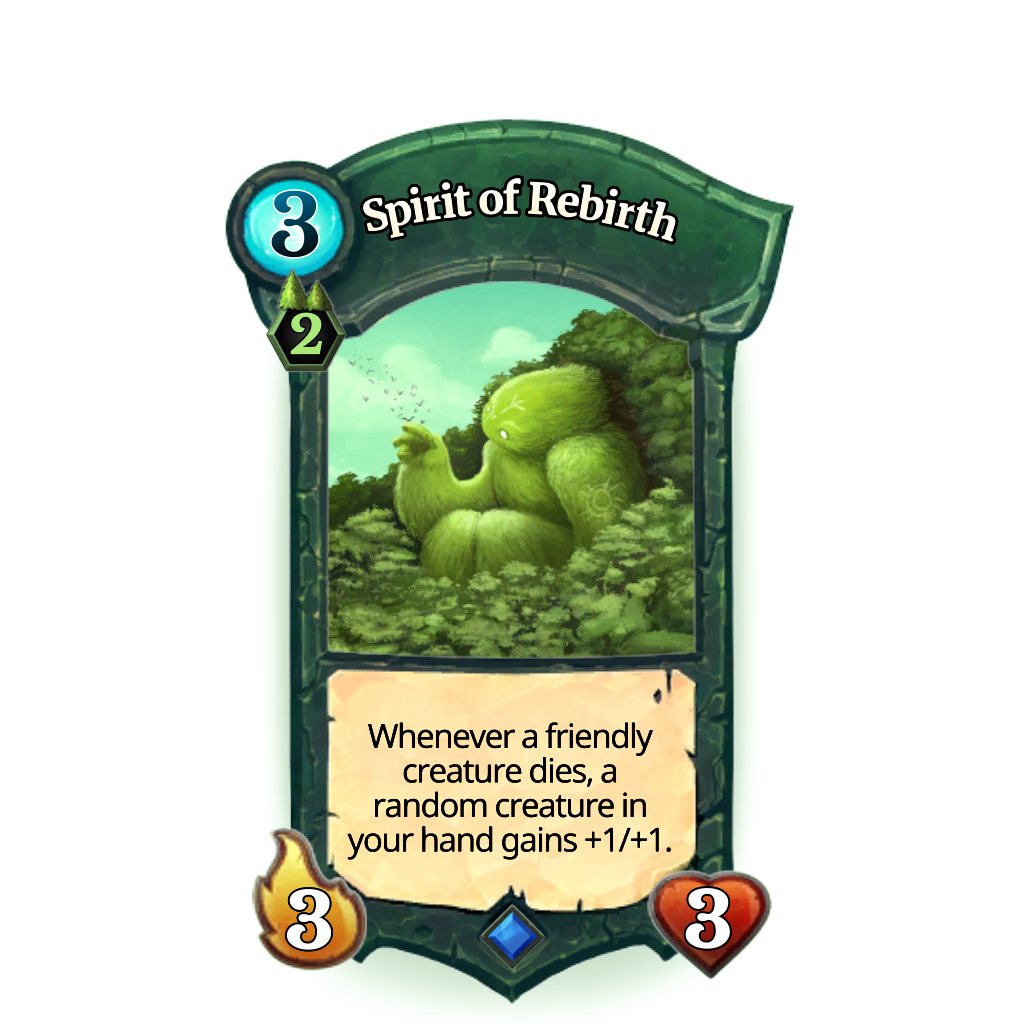 3
Spirit of Rebirth
2
Whenever a friendly
creature dies, a
random creature in
your hand gains +1/+1.
3
3